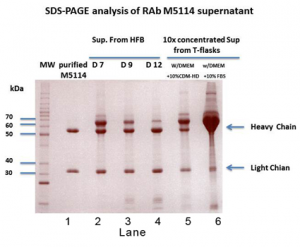 SDS-PAGE analysis of RAb M5114 supernatant
Sup. From HFB
10x concentrated Sup
from T-flasks
MW
purified
M5114
D 7
D 9
D 12
W/DMEM
+10%CDM-HD
w/DMEM
+10% FBS
kDa
70
60
50
40
30
Heavy Chain
Light Chian
1 2 3 4 5 6
Lane